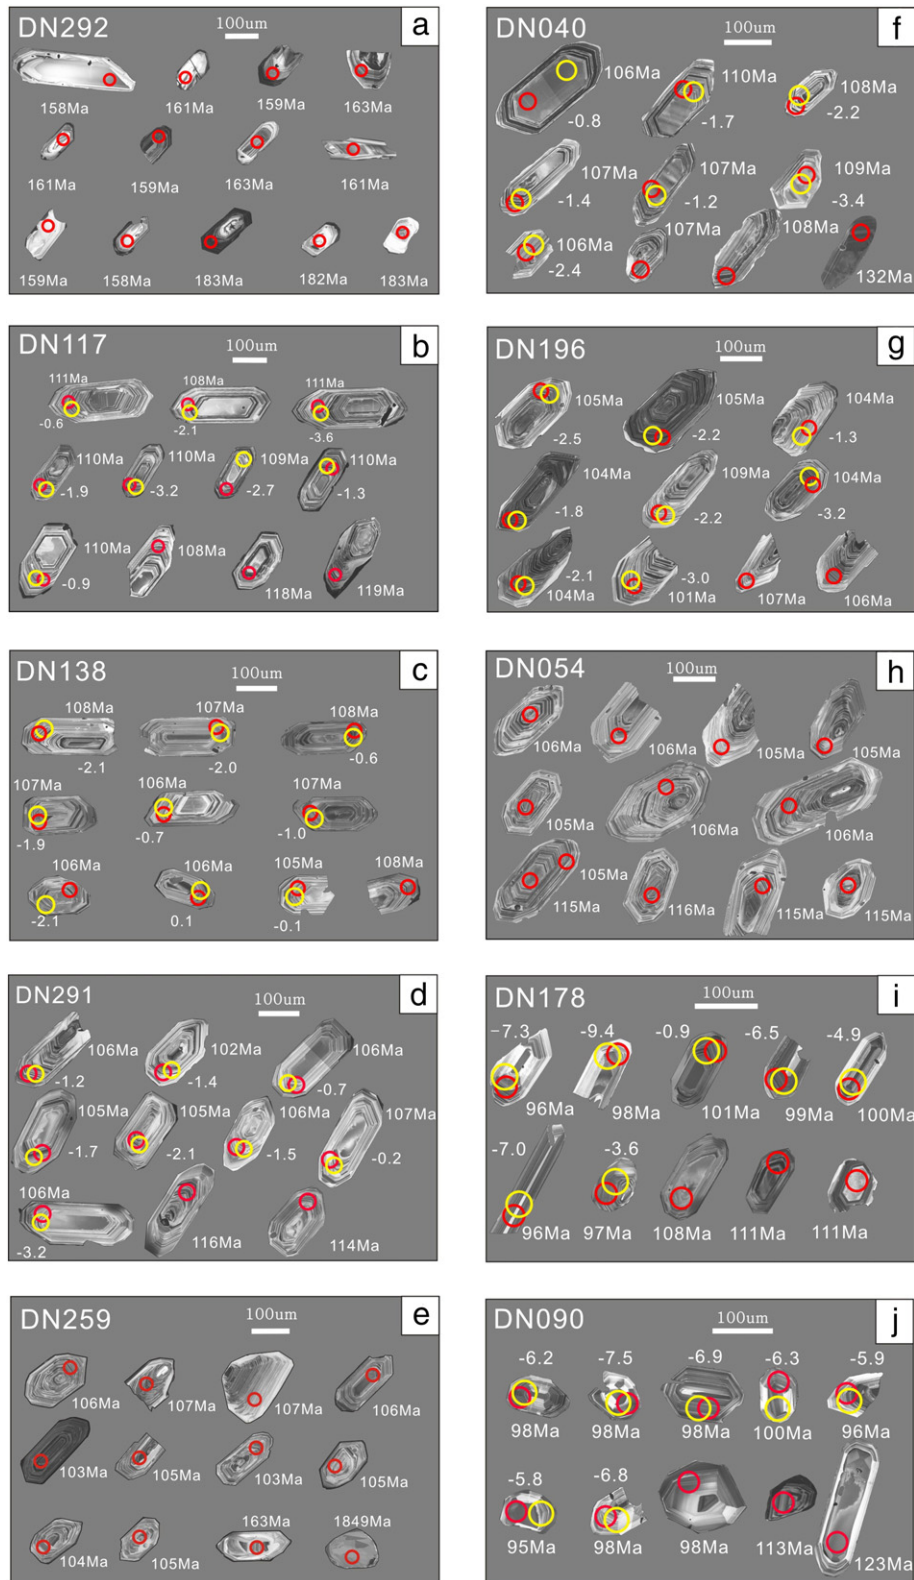 DN292 100um a
158Ma 161Ma 159Ma 163Ma
161Ma 159Ma 163Ma 161Ma
159Ma 158Ma 183Ma 182Ma 183Ma
DN117 100um b
111Ma 108Ma 111Ma
-0.6 -2.1 -3.6
110Ma 110Ma 109Ma 110Ma
-1.9 -3.2 -2.7 -1.3
110Ma 108Ma
-0.9 118Ma 119Ma
DN138 100um c
108Ma 107Ma 108Ma
-2.1 -2.0 -0.6
107Ma 106Ma 107Ma
-1.9 -0.7 -1.0
106Ma 106Ma 105Ma 108Ma
-2.1 0.1 -0.1
DN291 100um d
106Ma 102Ma 106Ma
-1.2 -1.4 -0.7
105Ma 105Ma 106Ma 107Ma
-1.7 -2.1 -1.5 -0.2
106Ma
-3.2 116Ma 114Ma
DN259 100um e
106Ma 107Ma 107Ma 106Ma
103Ma 105Ma 103Ma 105Ma
163Ma 1849Ma
104Ma 105Ma
DN040 100um f
106Ma 110Ma 108Ma
-0.8 -1.7 -2.2
107Ma 107Ma 109Ma
-1.4 -1.2 -3.4
106Ma 107Ma 108Ma
-2.4 132Ma
DN196 100um g
105Ma 105Ma 104Ma
-2.5 -2.2 -1.3
104Ma 109Ma 104Ma
-1.8 -2.2 -3.2
-2.1 -3.0
104Ma 101Ma 107Ma 106Ma
DN054 100um h
106Ma 106Ma 105Ma 105Ma
105Ma 106Ma 106Ma
105Ma
115Ma 116Ma 115Ma 115Ma
DN178 100um i
-7.3 -9.4 -0.9 -6.5 -4.9
96Ma 98Ma 101Ma 99Ma 100Ma
-7.0 -3.6
96Ma 97Ma 108Ma 111Ma 111Ma
DN090 100um j
-6.2 -7.5 -6.9 -6.3 -5.9
98Ma 98Ma 98Ma 100Ma 96Ma
-5.8 -6.8
95Ma 98Ma 98Ma 113Ma 123Ma